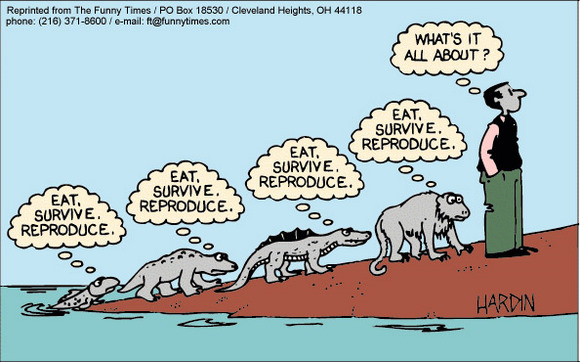 Reprinted from The Funny Times / PO Box 18530 / Cleveland Heights, OH 44118
phone: (216) 371-8600 / e-mail: ft@funnytimes.com
WHAT'S IT
ALL ABOUT?
EAT,
SURVIVE.
REPRODUCE.
EAT,
SURVIVE.
REPRODUCE.
EAT,
SURVIVE.
REPRODUCE.
EAT,
SURVIVE.
REPRODUCE.
HARDIN